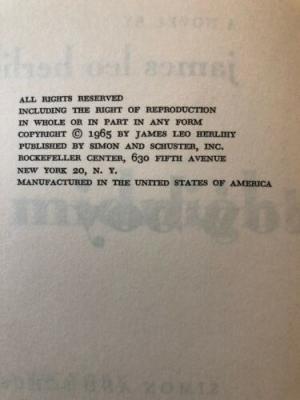 ALL RIGHTS RESERVED
INCLUDING THE RIGHT OF REPRODUCTION
IN WHOLE OR IN PART IN ANY FORM
COPYRIGHT © 1965 BY JAMES LEO HERLIHY
PUBLISHED BY SIMON AND SCHUSTER, INC.
ROCKEFELLER CENTER, 630 FIFTH AVENUE
NEW YORK 20, N. Y.
MANUFACTURED IN THE UNITED STATES OF AMERICA